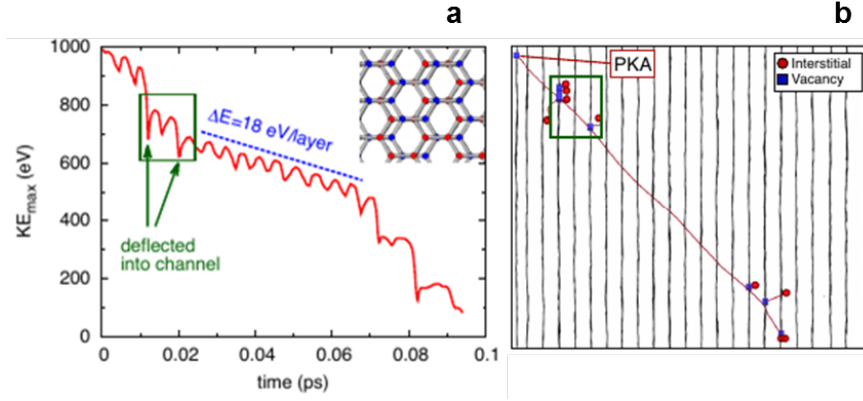 a
b
1000
800
600
400
200
0
KEmax (eV)
ΔE=18 eV/layer
deflected
into channel
0
0.02
0.04
0.06
0.08
0.1
time (ps)
PKA
Interstitial
Vacancy